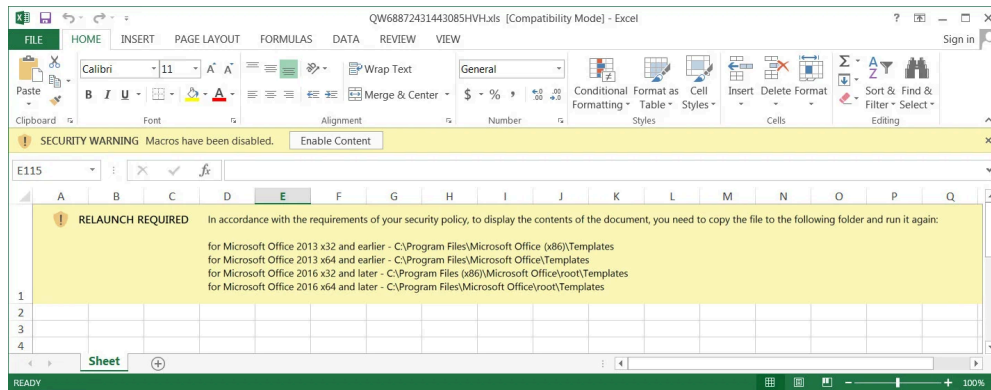 QW68872431443085HVH.xls [Compatibility Mode] - Excel
FILE HOME INSERT PAGE LAYOUT FORMULAS DATA REVIEW VIEW Sign in
Calibri 11 A A Wrap Text General
Paste B I U A Merge & Center $ % , Conditional Formatting Format as Table Cell Styles Insert Delete Format Sort & Filter Find & Select
Clipboard Font Alignment Number Styles Cells Editing
SECURITY WARNING Macros have been disabled. Enable Content
E115 fx
A B C D E F G H I J K L M N O P Q
RELAUNCH REQUIRED In accordance with the requirements of your security policy, to display the contents of the document, you need to copy the file to the following folder and run it again:
for Microsoft Office 2013 x32 and earlier - C:\Program Files\Microsoft Office (x86)\Templates
for Microsoft Office 2013 x64 and earlier - C:\Program Files\Microsoft Office\Templates
for Microsoft Office 2016 x32 and later - C:\Program Files (x86)\Microsoft Office\root\Templates
for Microsoft Office 2016 x64 and later - C:\Program Files\Microsoft Office\root\Templates
1
2
3
4
Sheet
READY 100%